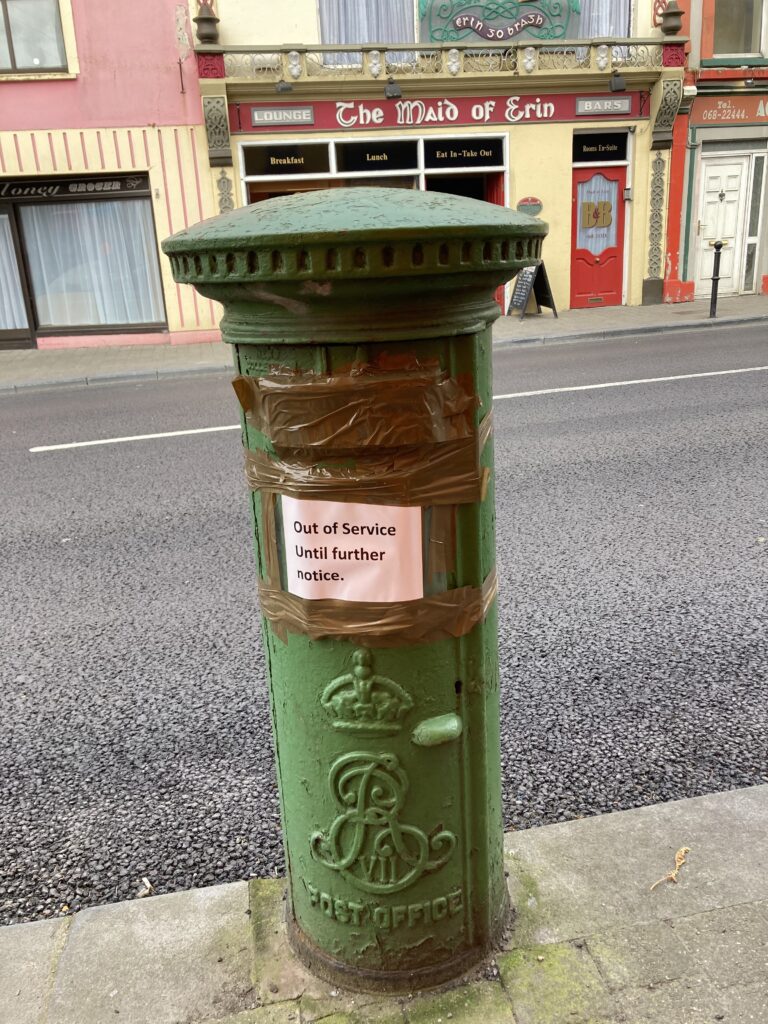 erin go bragh
LOUNGE
The Maid of Erin
BARS
Tel.
068-22444.
Breakfast
Lunch
Eat In-Take Out
Rooms En-Suite
GROCER
B&B
Out of Service
Until further
notice.
E R
VII
POST OFFICE